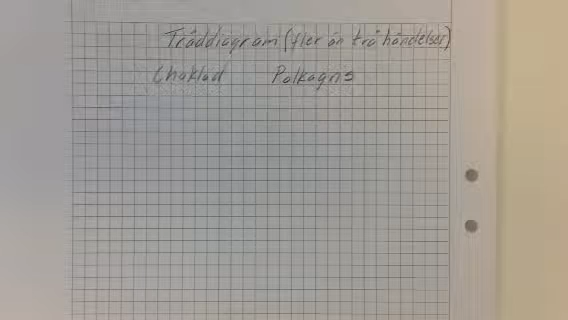 Träddiagram (fler än två händelser)
Choklad Polkagris